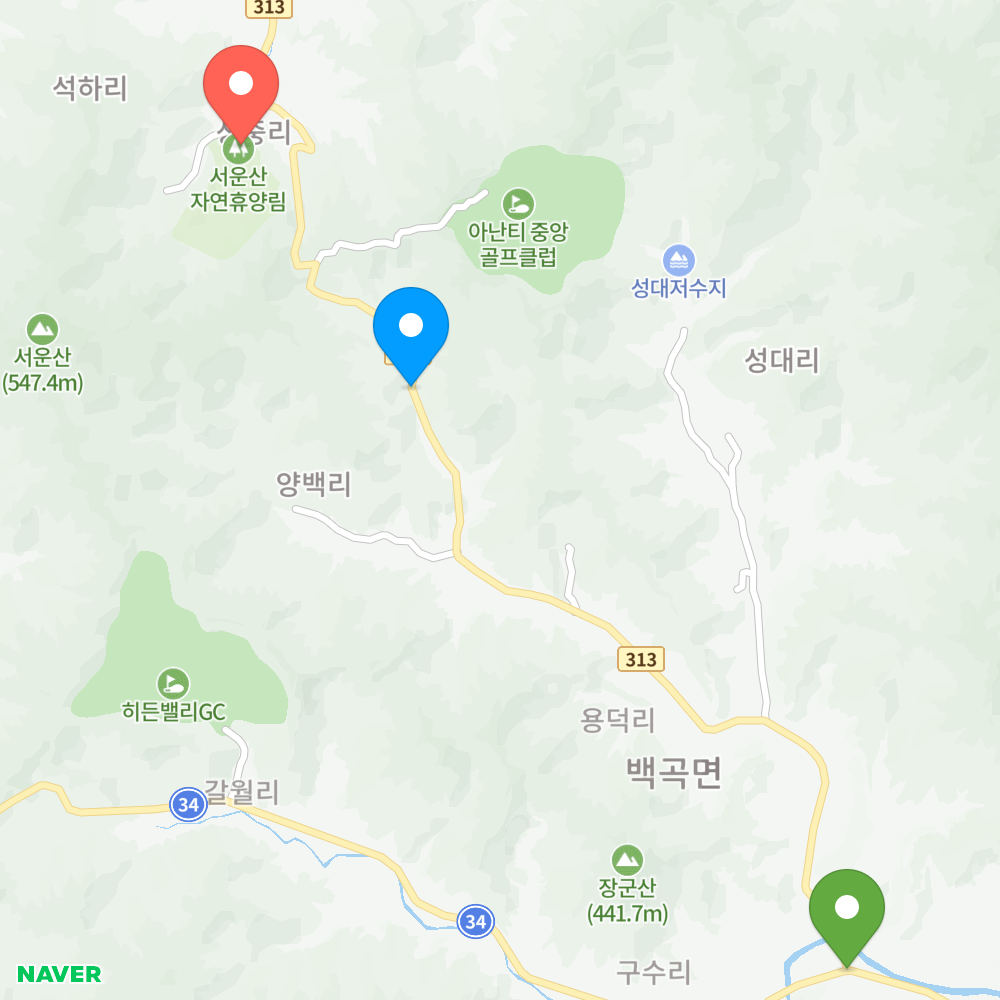 313
석하리
서운산
자연휴양림
아난티 중앙
골프클럽
성대저수지
서운산
(547.4m)
성대리
양백리
313
히든밸리GC
용덕리
백곡면
갈월리
34
장군산
(441.7m)
34
구수리
NAVER